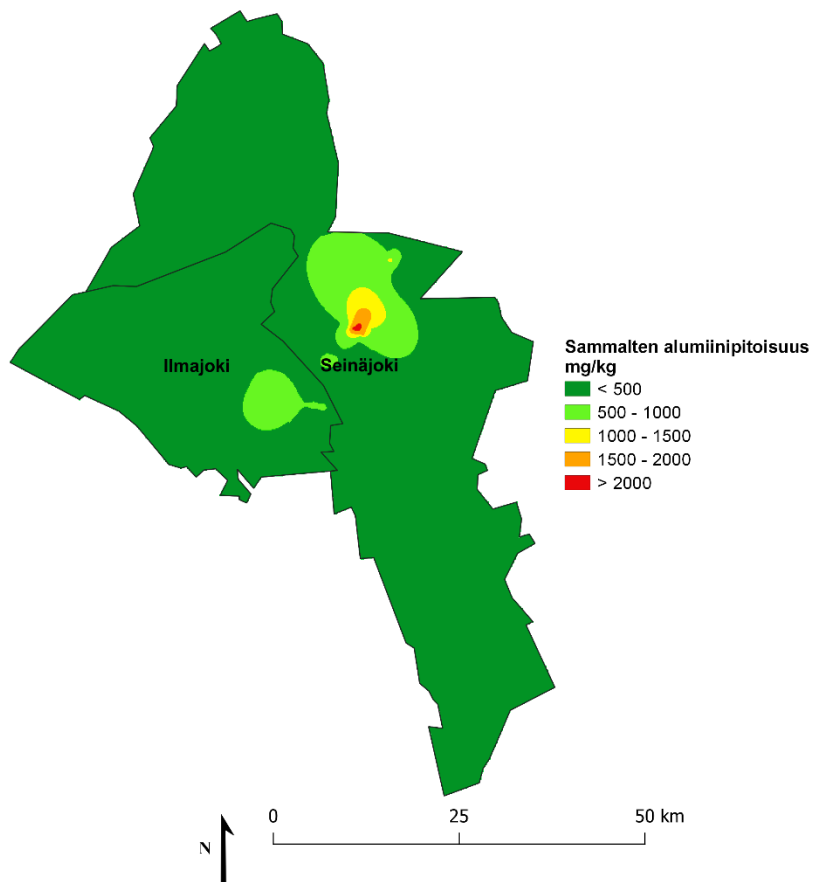 Ilmajoki
Seinäjoki
Sammalten alumiinipitoisuus
mg/kg
< 500
500 - 1000
1000 - 1500
1500 - 2000
> 2000
0 25 50 km
N